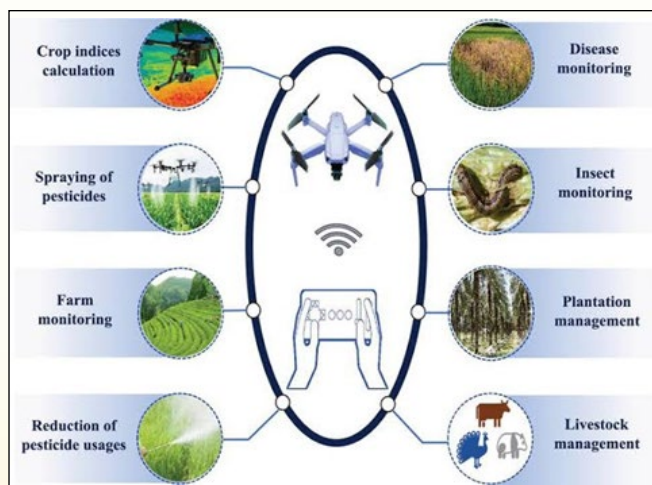 Crop indices
calculation
Spraying of
pesticides
Farm
monitoring
Reduction of
pesticide usages
Disease
monitoring
Insect
monitoring
Plantation
management
Livestock
management